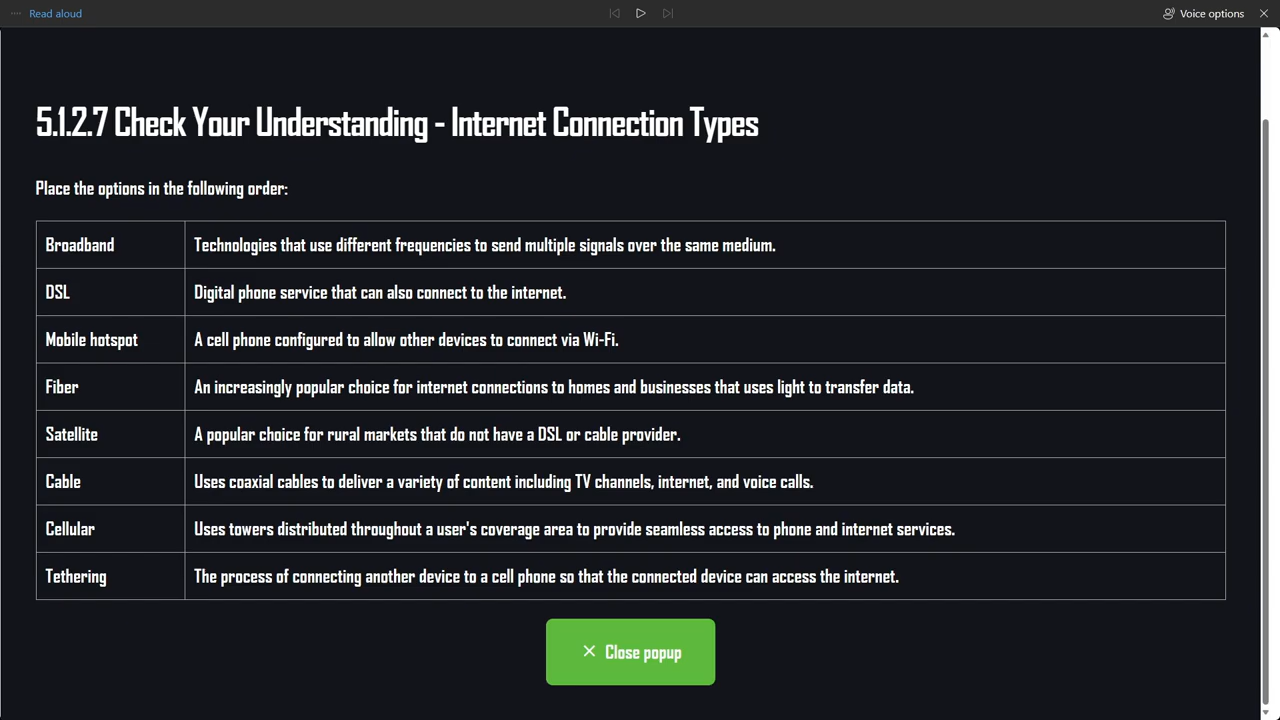 Read aloud
Voice options
5.1.2.7 Check Your Understanding - Internet Connection Types
Place the options in the following order:
Broadband Technologies that use different frequencies to send multiple signals over the same medium.
DSL Digital phone service that can also connect to the internet.
Mobile hotspot A cell phone configured to allow other devices to connect via Wi-Fi.
Fiber An increasingly popular choice for internet connections to homes and businesses that uses light to transfer data.
Satellite A popular choice for rural markets that do not have a DSL or cable provider.
Cable Uses coaxial cables to deliver a variety of content including TV channels, internet, and voice calls.
Cellular Uses towers distributed throughout a user's coverage area to provide seamless access to phone and internet services.
Tethering The process of connecting another device to a cell phone so that the connected device can access the internet.
Close popup